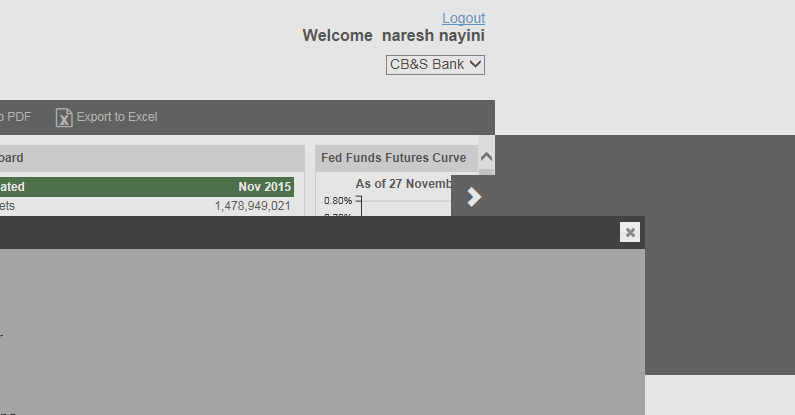 Logout
Welcome naresh nayini
CB&S Bank
PDF
Export to Excel
oard
Fed Funds Futures Curve
ated
Nov 2015
As of 27 Novemb
ets
1,478,949,021
0.80%